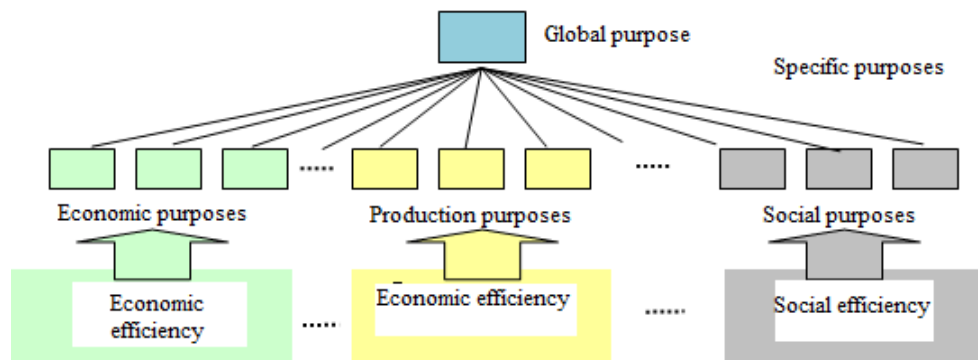 Global purpose
Specific purposes
.....
.....
Economic purposes
Production purposes
Social purposes
Economic
efficiency
Economic efficiency
Social efficiency
.....
.....